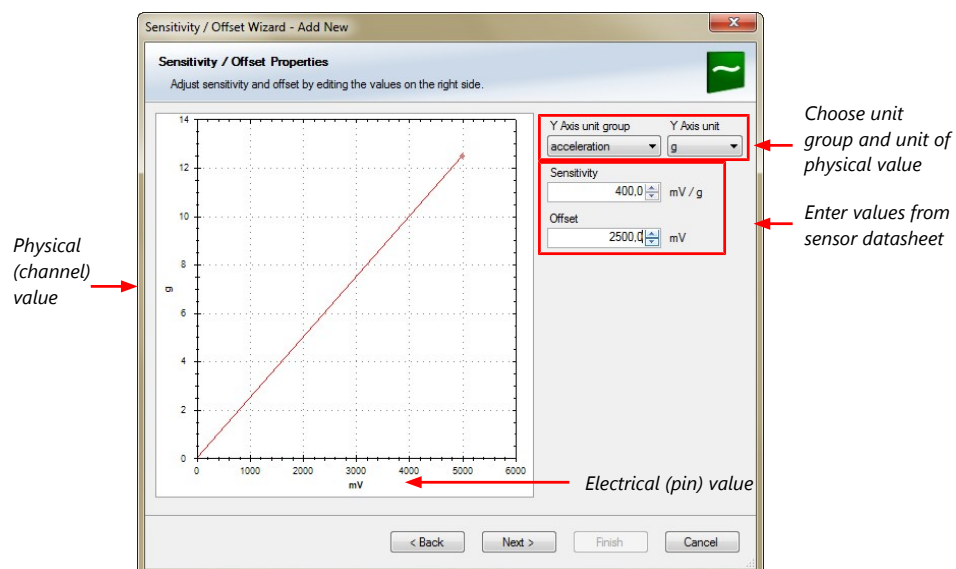 Sensitivity / Offset Wizard - Add New
Sensitivity / Offset Properties
Adjust sensitivity and offset by editing the values on the right side.
14
12
10
8
6
4
2
0
g
0 1000 2000 3000 4000 5000 6000
mV
Y Axis unit group Y Axis unit
acceleration g
Sensitivity
400,0 mV / g
Offset
2500,0 mV
Choose unit
group and unit of
physical value
Enter values from
sensor datasheet
Physical
(channel)
value
Electrical (pin) value
< Back Next > Finish Cancel